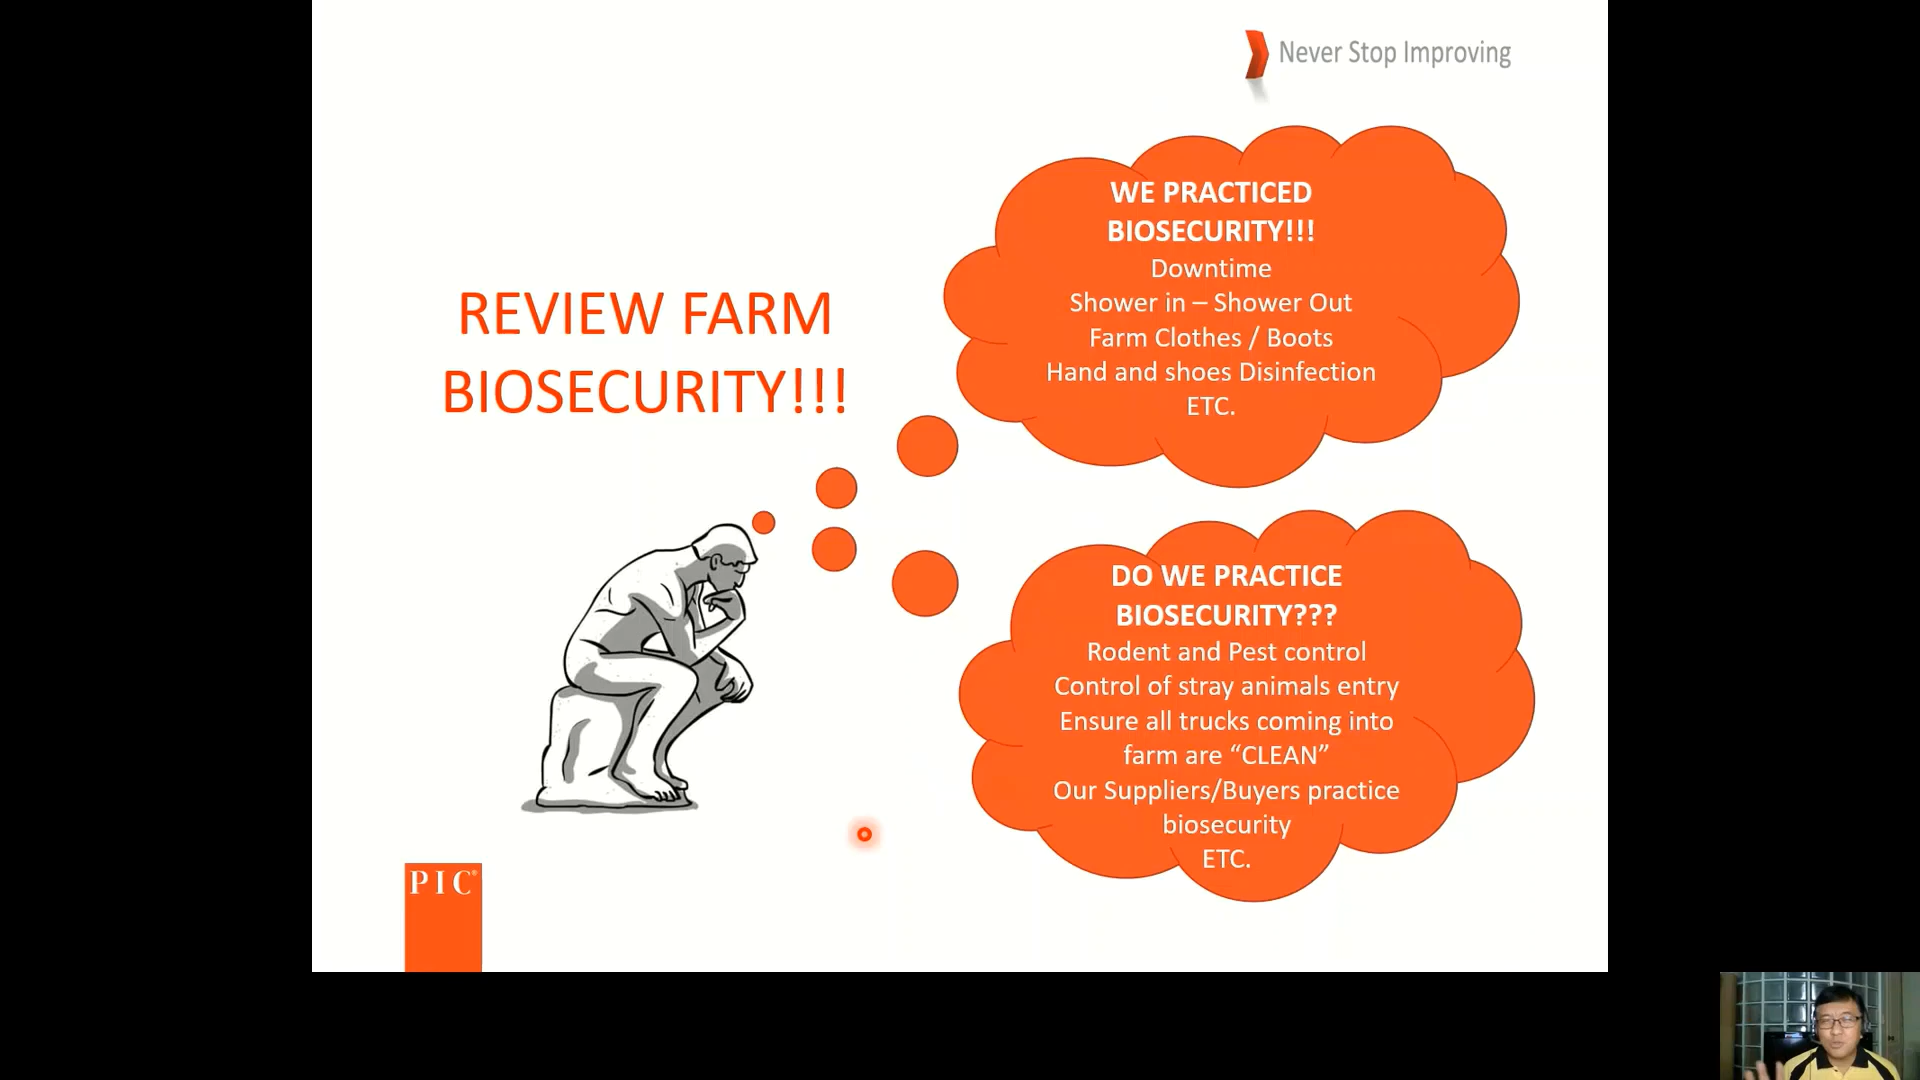 Never Stop Improving
REVIEW FARM
BIOSECURITY!!!
WE PRACTICED
BIOSECURITY!!!
Downtime
Shower in – Shower Out
Farm Clothes / Boots
Hand and shoes Disinfection
ETC.
DO WE PRACTICE
BIOSECURITY???
Rodent and Pest control
Control of stray animals entry
Ensure all trucks coming into
farm are “CLEAN”
Our Suppliers/Buyers practice
biosecurity
ETC.
PIC®